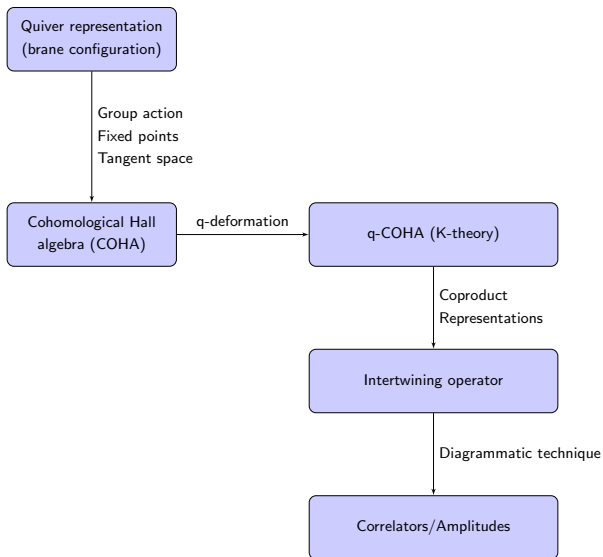 Quiver representation
(brane configuration)
Group action
Fixed points
Tangent space
Cohomological Hall
algebra (COHA)
q-deformation
q-COHA (K-theory)
Coproduct
Representations
Intertwining operator
Diagrammatic technique
Correlators/Amplitudes